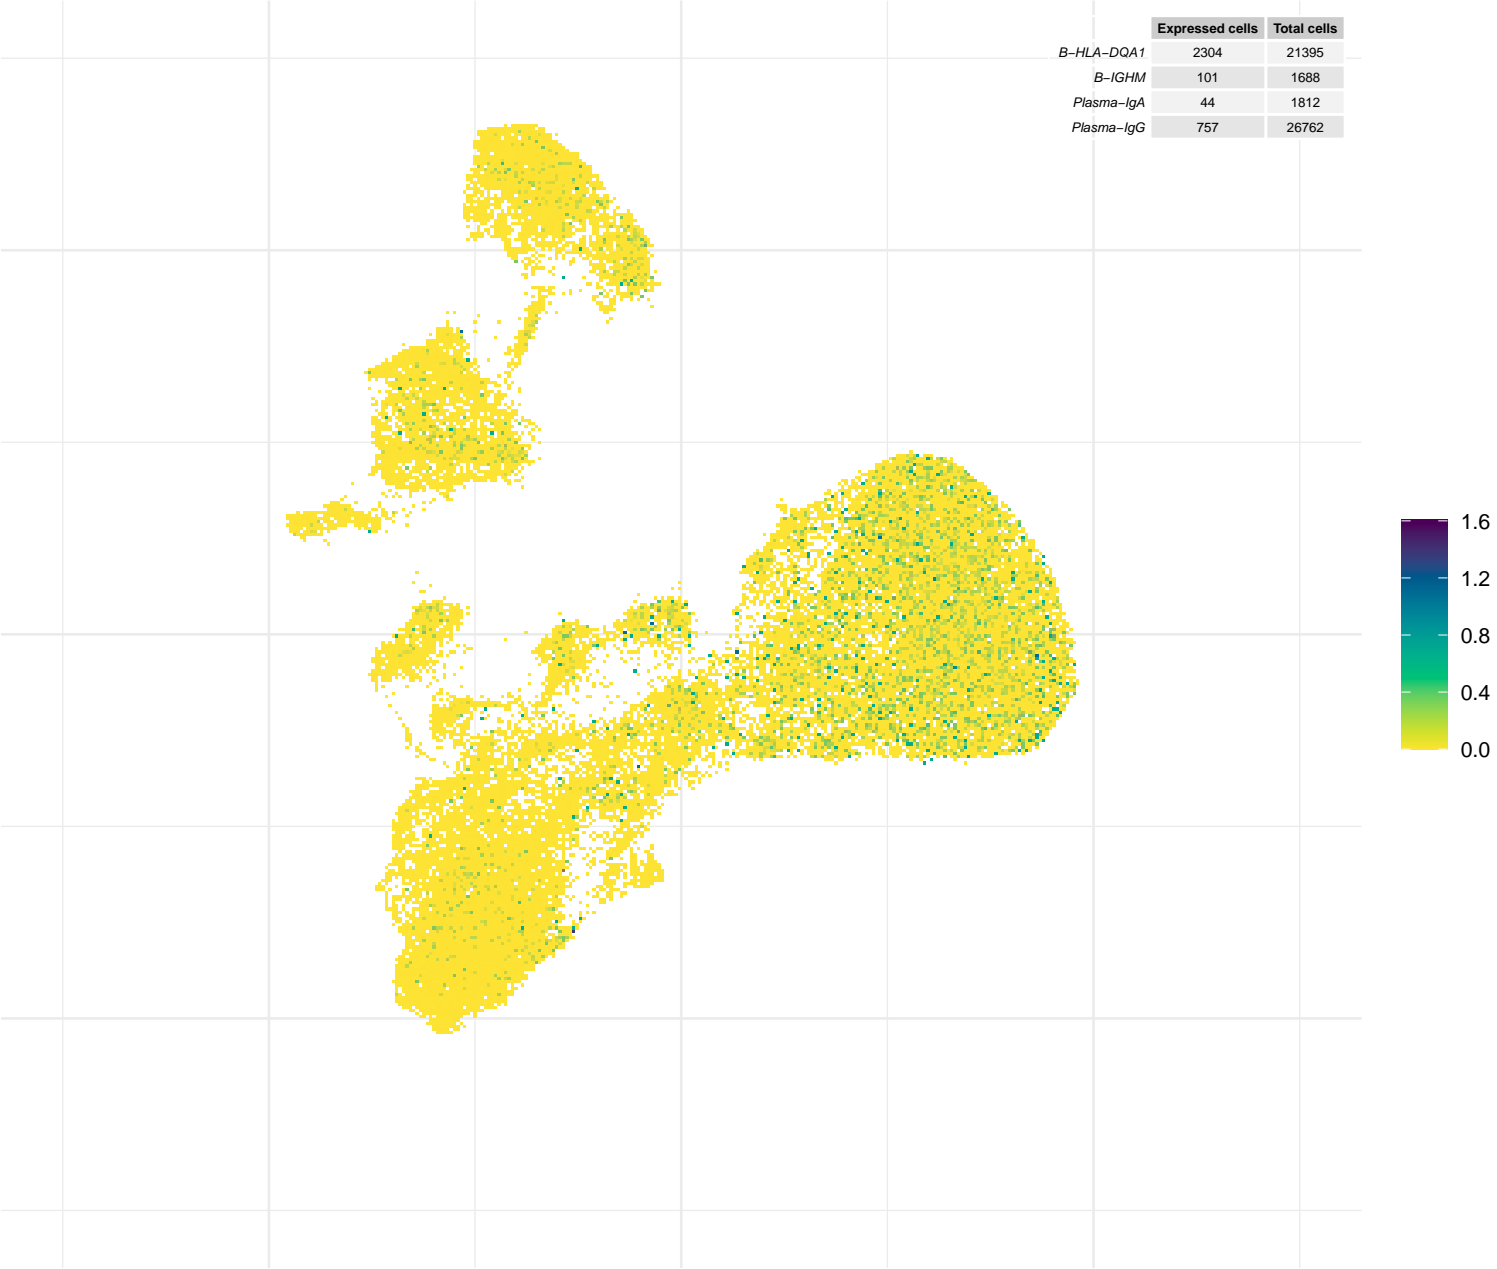 Expressed cells Total cells
B−HLA−DQA1 2304 21395
B−IGHM 101 1688
Plasma−IgA 44 1812
Plasma−IgG 757 26762
1.6
1.2
0.8
0.4
0.0